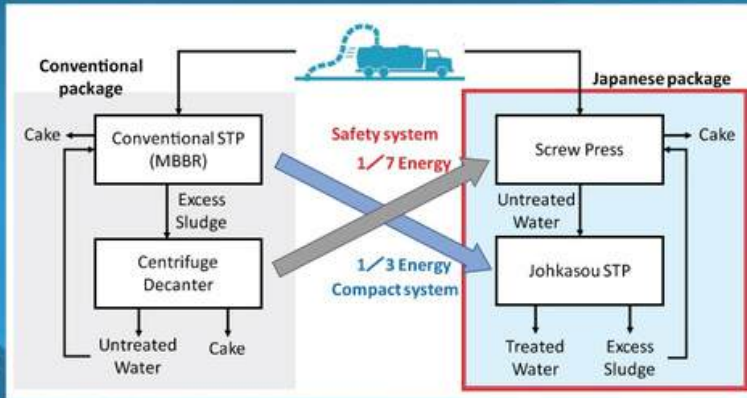 Conventional
package
Japanese package
Cake
Conventional STP
(MBBR)
Excess
Sludge
Centrifuge
Decanter
Untreated
Water
Cake
Safety system
1/7 Energy
1/3 Energy
Compact system
Screw Press
Cake
Untreated
Water
Johkasou STP
Treated
Water
Excess
Sludge